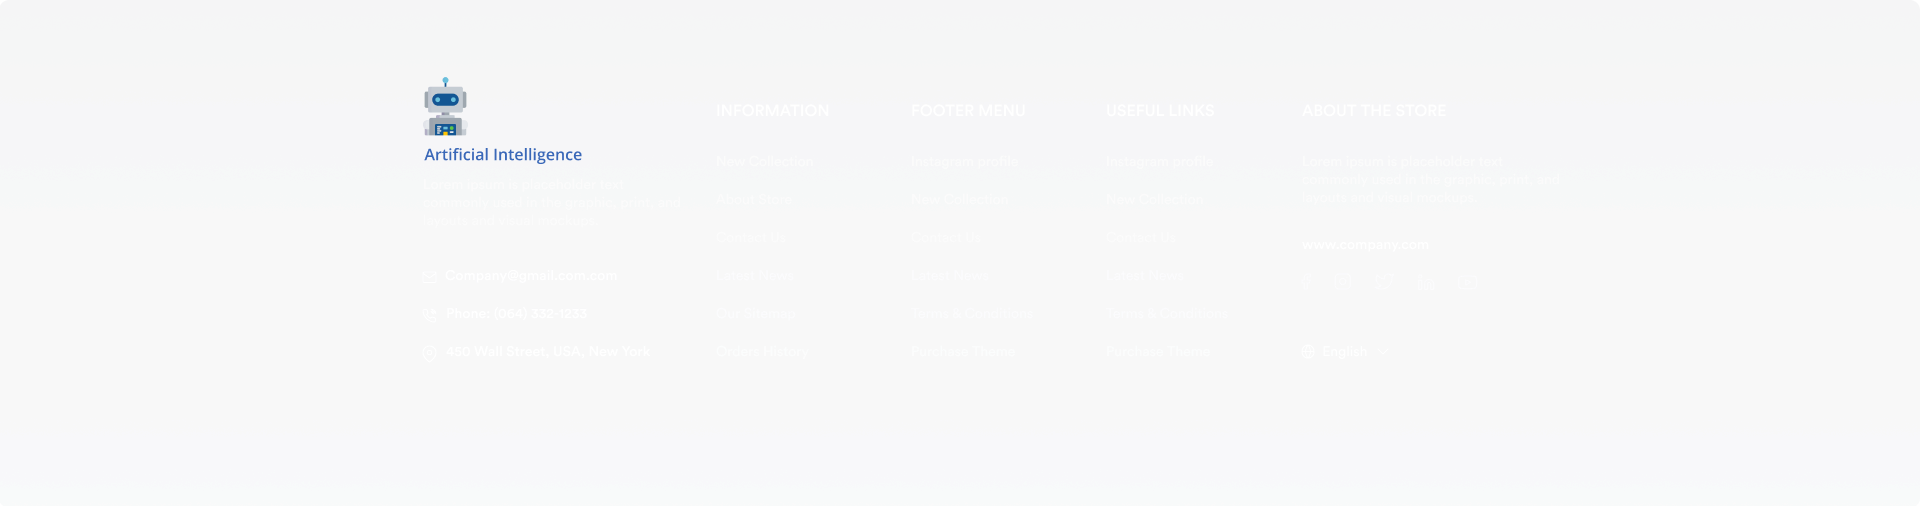 Artificial Intelligence
Lorem ipsum is placeholder text
commonly used in the graphic, print, and
Company@gmail.com.com
Phone: (064) 332-1233
450 Wall Street, USA, New York
INFORMATION
New Collection
About Store
Contact Us
Latest News
Our Sitemap
Orders History
FOOTER MENU
Instagram profile
New Collection
Contact Us
Latest News
Terms & Conditions
Purchase Theme
USEFUL LINKS
Instagram profile
New Collection
Contact Us
Latest News
Terms & Conditions
Purchase Theme
ABOUT THE STORE
Lorem ipsum is placeholder text
commonly used in the graphic, print, and
layouts and visual mockups.
www.company.com
English